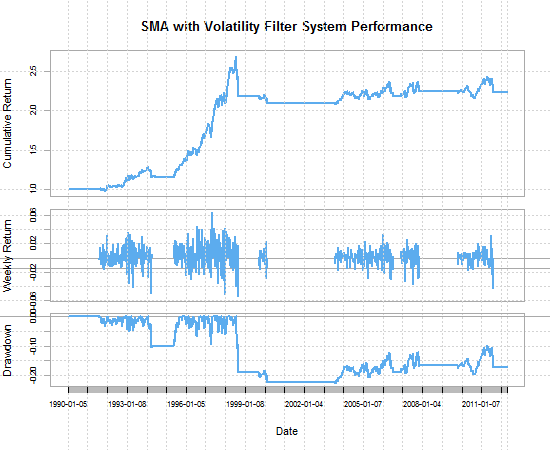 SMA with Volatility Filter System Performance
Cumulative Return
2.5
2.0
1.5
1.0
Weekly Return
0.06
0.02
-0.02
-0.06
Drawdown
0.00
-0.10
-0.20
1990-01-05 1993-01-08 1996-01-05 1999-01-08 2002-01-04 2005-01-07 2008-01-04 2011-01-07
Date